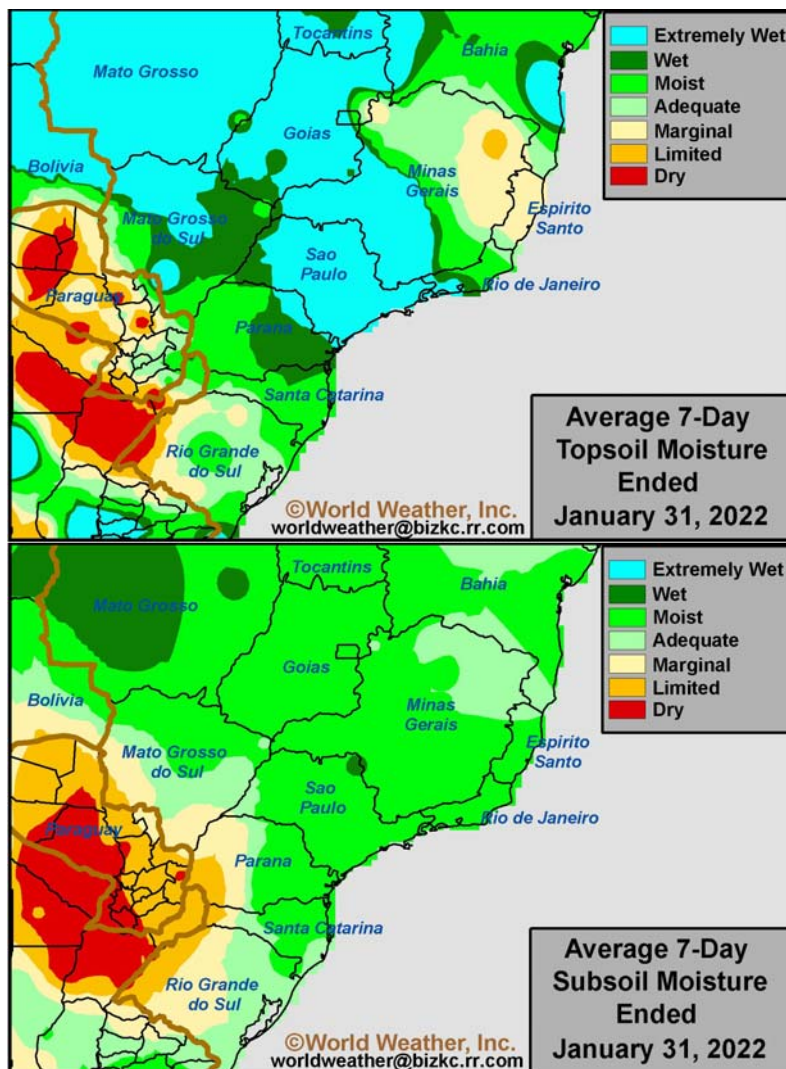 Tocantins
Bahia
Mato Grosso
Goias
Bolivia
Minas
Gerais
Mato Grosso
do Sul
Espirito
Santo
Sao
Paulo
Rio de Janeiro
Paraguay
Parana
Santa Catarina
Rio Grande
do Sul
Extremely Wet
Wet
Moist
Adequate
Marginal
Limited
Dry
Average 7-Day
Topsoil Moisture
Ended
January 31, 2022
©World Weather, Inc.
worldweather@bizkc.rr.com
Tocantins
Bahia
Mato Grosso
Goias
Bolivia
Minas
Gerais
Mato Grosso
do Sul
Espirito
Santo
Sao
Paulo
Rio de Janeiro
Paraguay
Parana
Santa Catarina
Rio Grande
do Sul
Extremely Wet
Wet
Moist
Adequate
Marginal
Limited
Dry
Average 7-Day
Subsoil Moisture
Ended
January 31, 2022
©World Weather, Inc.
worldweather@bizkc.rr.com